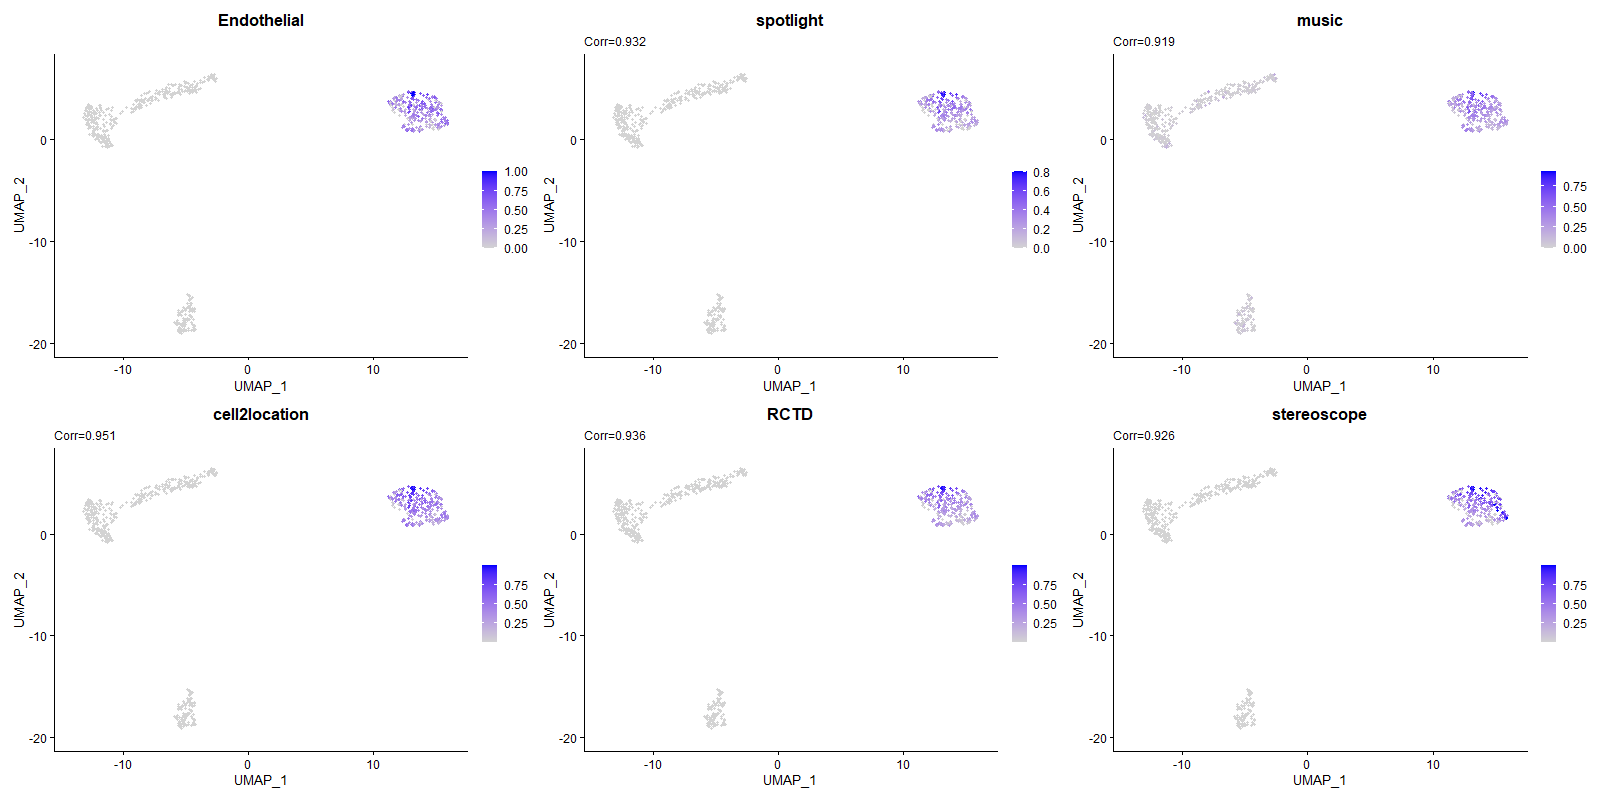 Endothelial
0
-10
-20
-10
0
10
UMAP_1
UMAP_2
1.00
0.75
0.50
0.25
0.00
spotlight
Corr=0.932
0
-10
-20
-10
0
10
UMAP_1
UMAP_2
0.8
0.6
0.4
0.2
0.0
music
Corr=0.919
0
-10
-20
-10
0
10
UMAP_1
UMAP_2
0.75
0.50
0.25
0.00
cell2location
Corr=0.951
0
-10
-20
-10
0
10
UMAP_1
UMAP_2
0.75
0.50
0.25
RCTD
Corr=0.936
0
-10
-20
-10
0
10
UMAP_1
UMAP_2
0.75
0.50
0.25
stereoscope
Corr=0.926
0
-10
-20
-10
0
10
UMAP_1
UMAP_2
0.75
0.50
0.25